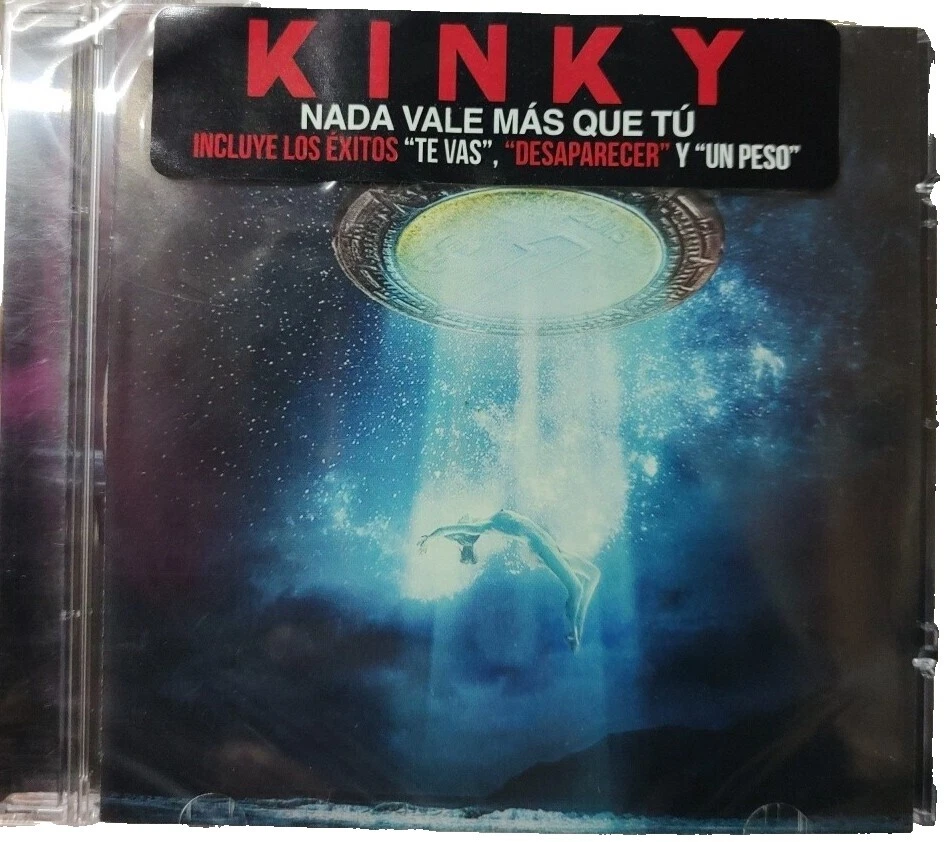 KINKY
NADA VALE MÁS QUE TÚ
INCLUYE LOS ÉXITOS “TE VAS”, “DESAPARECER” Y “UN PESO”